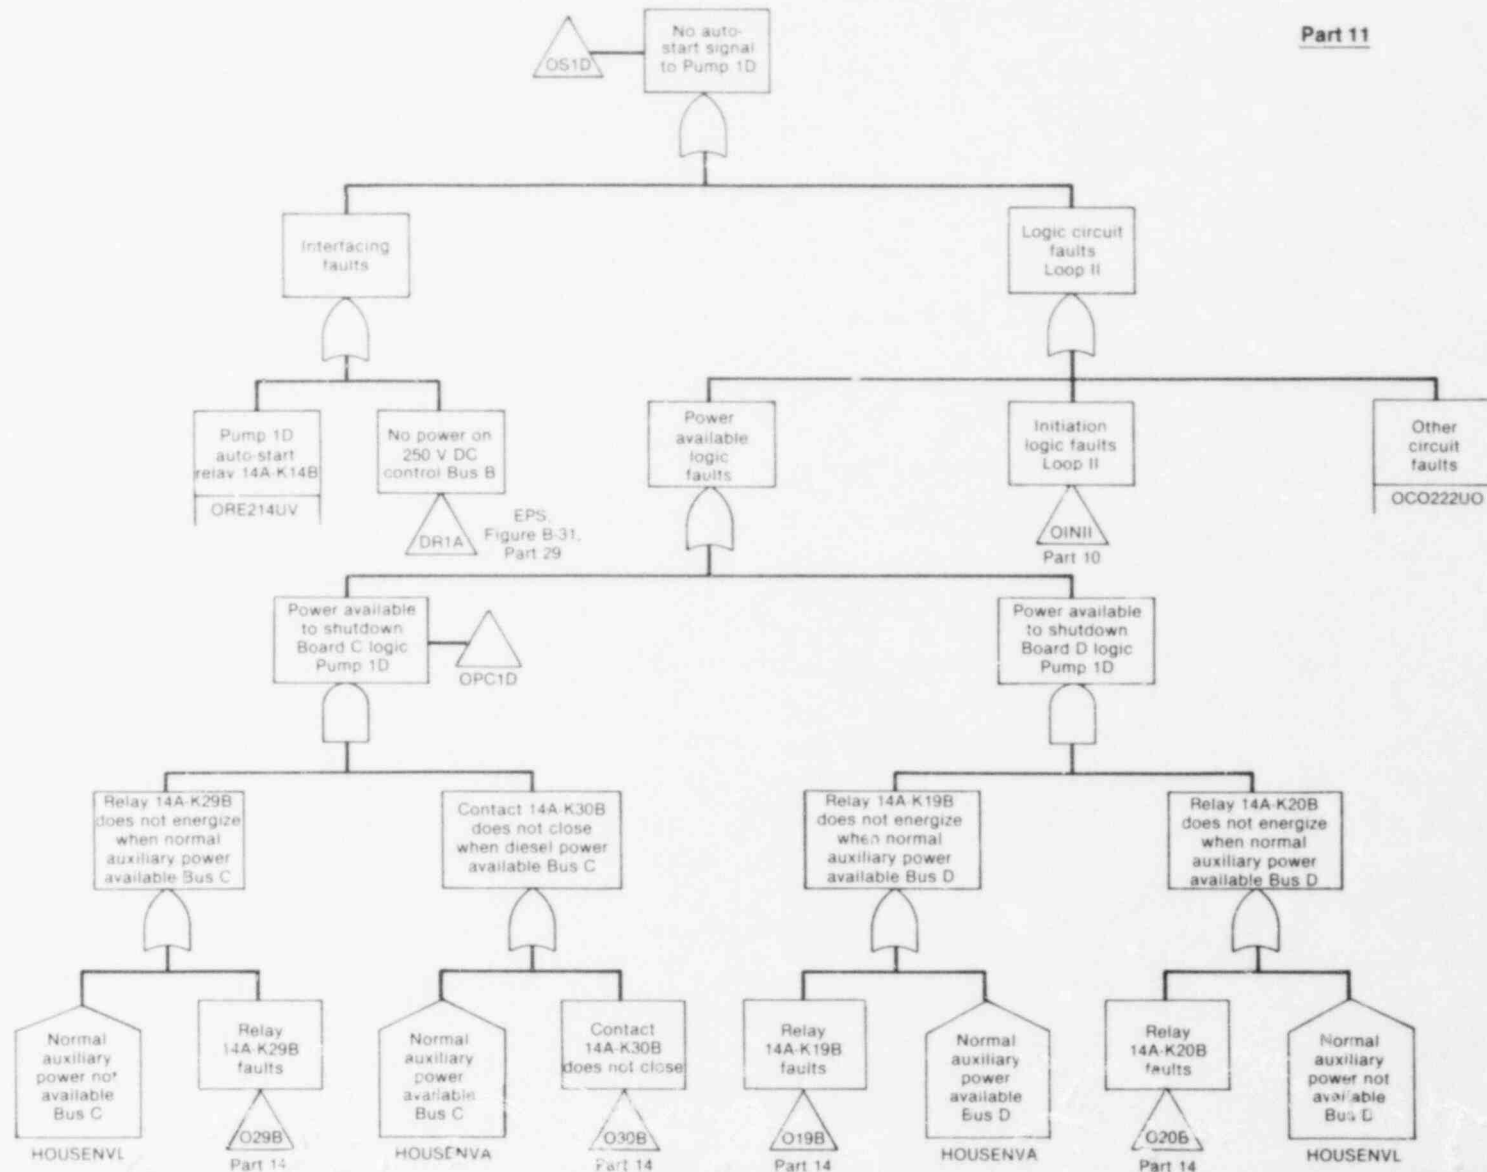 Part 11
No auto-
start signal
to Pump 1D
OS1D
Interfacing
faults
Logic circuit
faults
Loop II
Pump 1D
auto-start
relay 14A-K14B
ORE214UV
No power on
250 V DC
control Bus B
DR1A
EPS,
Figure B-31,
Part 29
Power
available
logic
faults
Initiation
logic faults
Loop II
OINII
Part 10
Other
circuit
faults
OCO222UO
Power available
to shutdown
Board C logic
Pump 1D
OPC1D
Power available
to shutdown
Board D logic
Pump 1D
Relay 14A-K29B
does not energize
when normal
auxiliary power
available Bus C
Contact 14A-K30B
does not close
when diesel power
available Bus C
Relay 14A-K19B
does not energize
when normal
auxiliary power
available Bus D
Relay 14A-K20B
does not energize
when normal
auxiliary power
available Bus D
Normal
auxiliary
power not
available
Bus C
HOUSENVL
Relay
14A-K29B
faults
O29B
Part 14
Normal
auxiliary
power
available
Bus C
HOUSENVA
Contact
14A-K30B
does not close
O30B
Part 14
Relay
14A-K19B
faults
O19B
Part 14
Normal
auxiliary
power
available
Bus D
HOUSENVA
Relay
14A-K20B
faults
O20B
Part 14
Normal
auxiliary
power not
available
Bus D
HOUSENVL